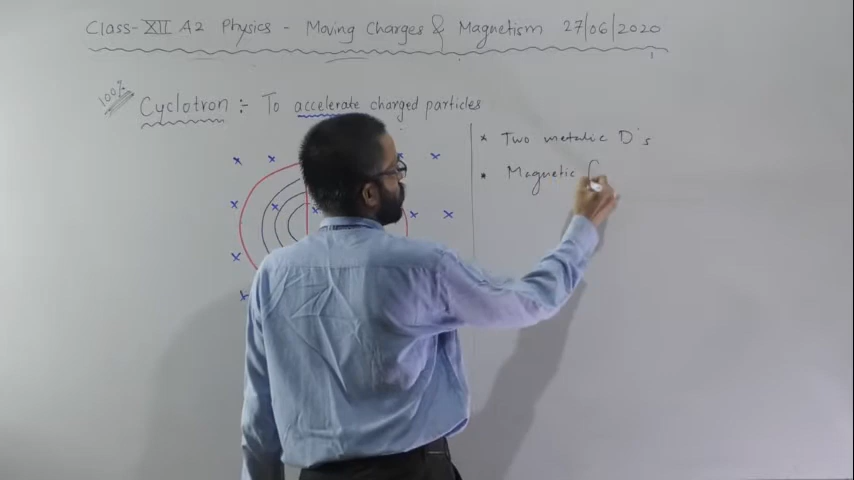 Class-XII A2 Physics - Moving Charges & Magnetism 27/06/2020
100%
Cyclotron :- To accelerate charged particles
* Two metalic D's
• Magnetic f